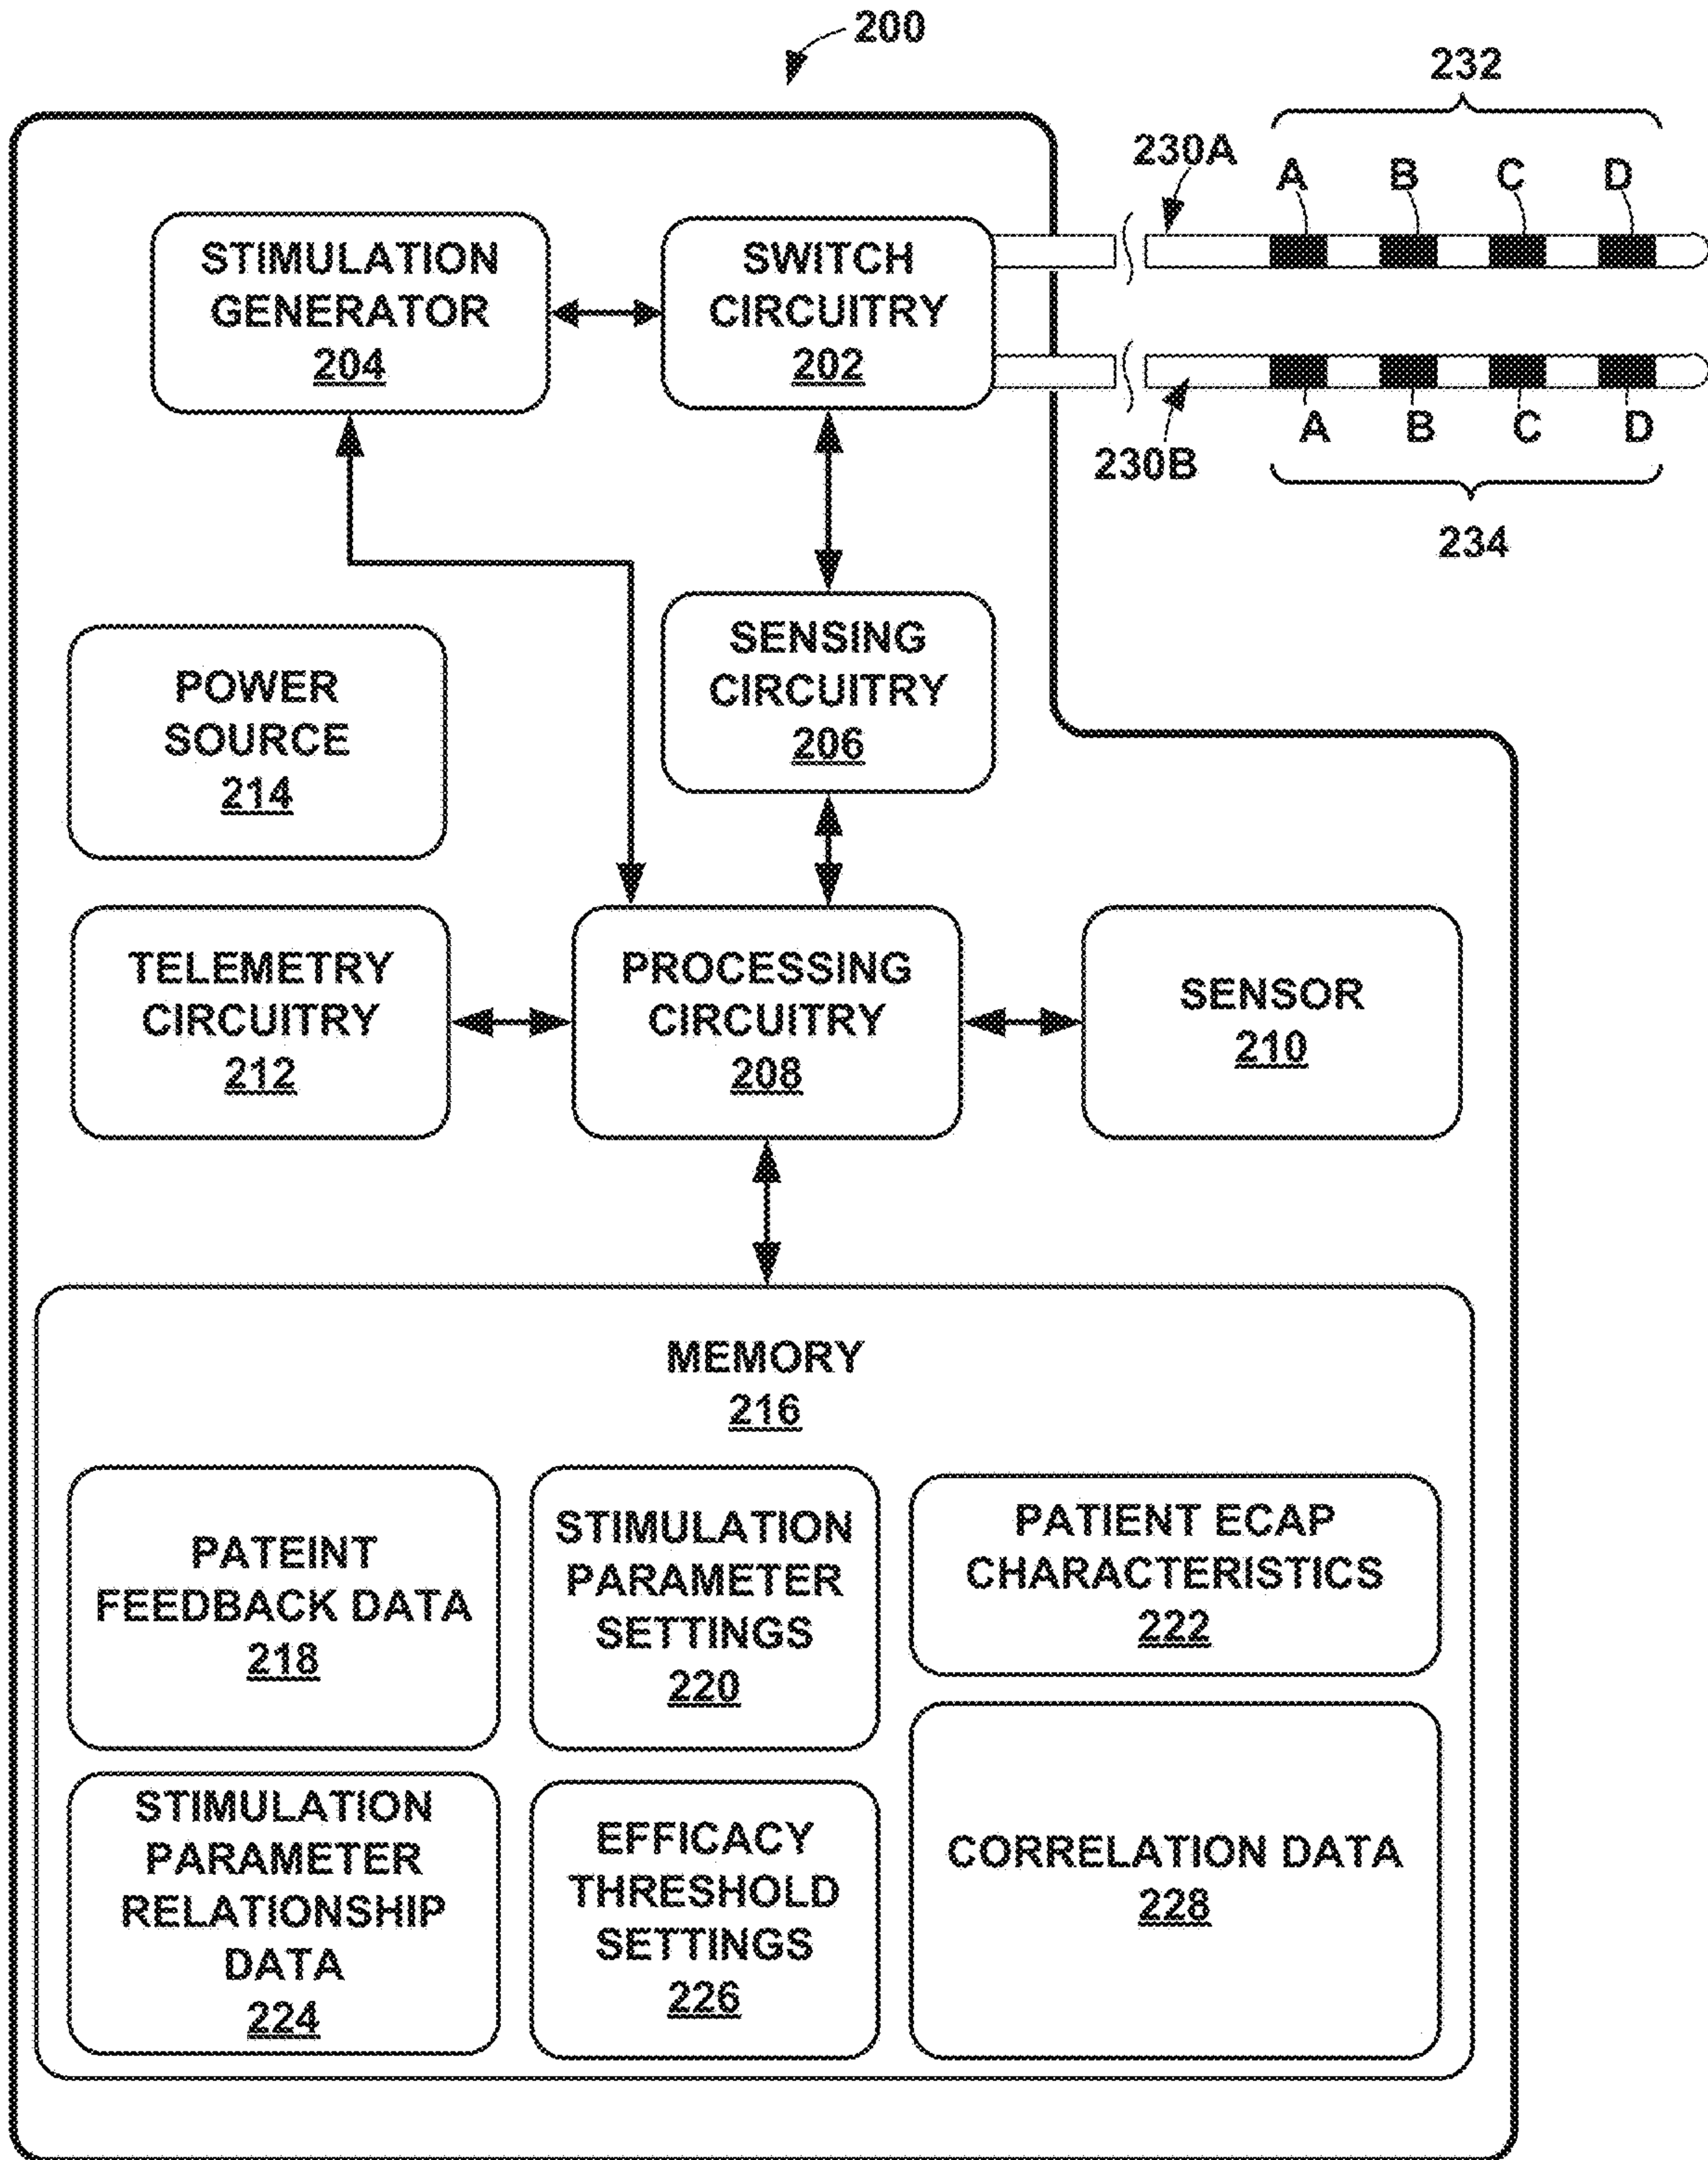 200
232
230A
A B C D
STIMULATION
GENERATOR
204
SWITCH
CIRCUITRY
202
A B C D
230B
234
SENSING
CIRCUITRY
206
POWER
SOURCE
214
TELEMETRY
CIRCUITRY
212
PROCESSING
CIRCUITRY
208
SENSOR
210
MEMORY
216
PATEINT
FEEDBACK DATA
218
STIMULATION
PARAMETER
SETTINGS
220
PATIENT ECAP
CHARACTERISTICS
222
STIMULATION
PARAMETER
RELATIONSHIP
DATA
224
EFFICACY
THRESHOLD
SETTINGS
226
CORRELATION DATA
228